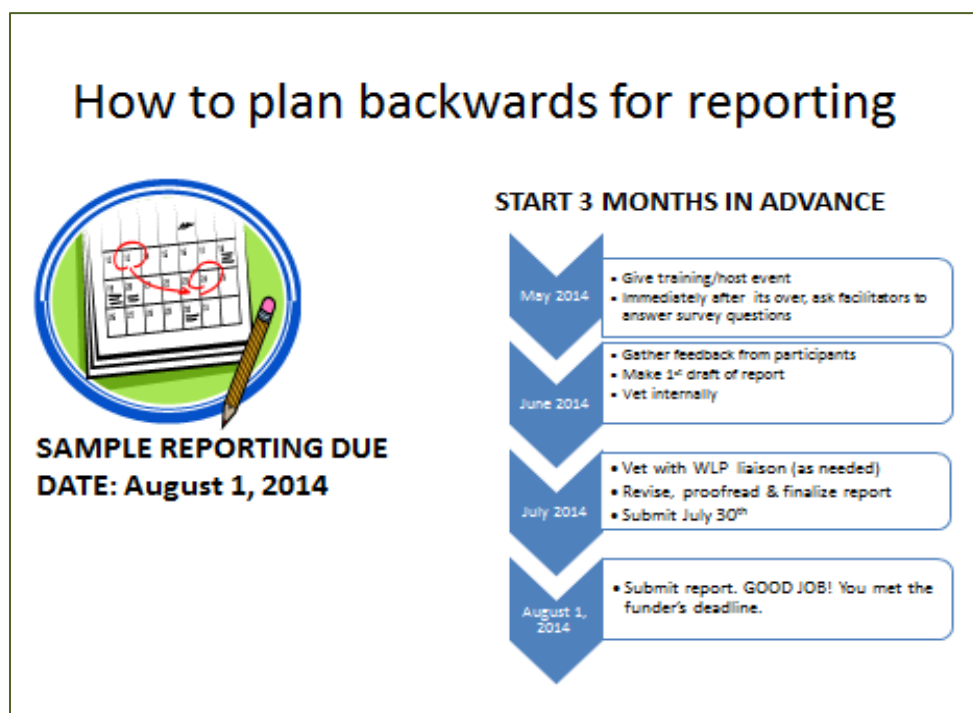 How to plan backwards for reporting
SAMPLE REPORTING DUE
DATE: August 1, 2014
START 3 MONTHS IN ADVANCE
May 2014
• Give training/host event
• Immediately after its over, ask facilitators to
answer survey questions
June 2014
• Gather feedback from participants
• Make 1st draft of report
• Vet internally
July 2014
• Vet with WLP liaison (as needed)
• Revise, proofread & finalize report
• Submit July 30th
August 1,
2014
• Submit report. GOOD JOB! You met the
funder's deadline.